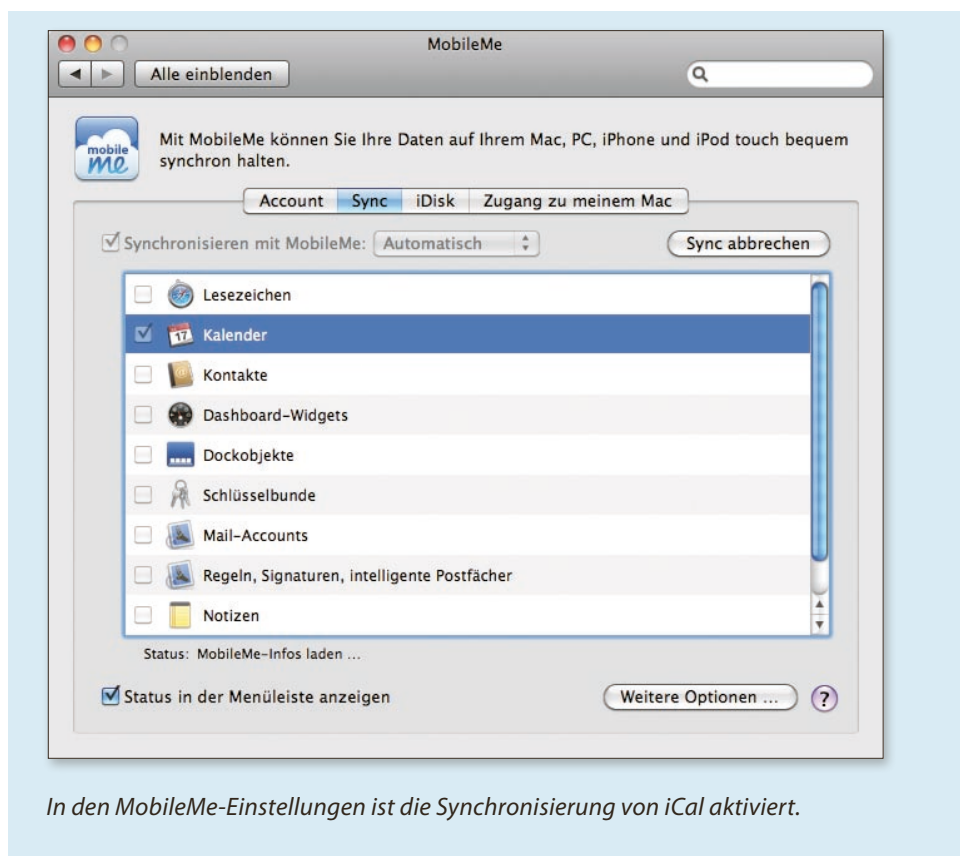 MobileMe
Alle einblenden
mobile
me
Mit MobileMe können Sie Ihre Daten auf Ihrem Mac, PC, iPhone und iPod touch bequem
synchron halten.
Account Sync iDisk Zugang zu meinem Mac
Synchronisieren mit MobileMe: Automatisch Sync abbrechen
Lesezeichen
17 Kalender
Kontakte
Dashboard-Widgets
Dockobjekte
Schlüsselbunde
Mail-Accounts
Regeln, Signaturen, intelligente Postfächer
Notizen
Status: MobileMe-Infos laden ...
Status in der Menüleiste anzeigen Weitere Optionen ... ?
In den MobileMe-Einstellungen ist die Synchronisierung von iCal aktiviert.